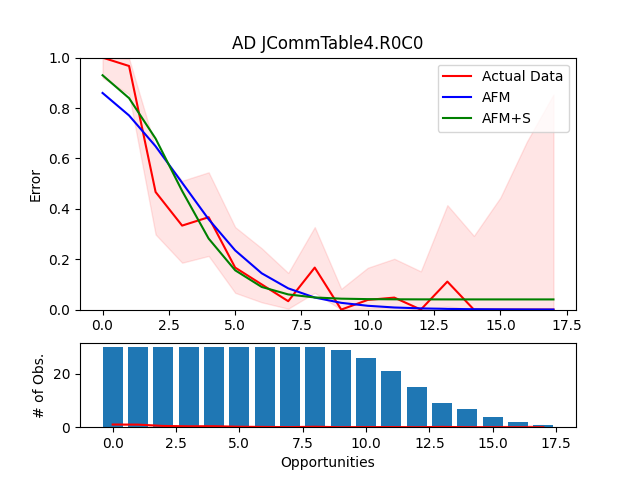 AD JCommTable4.R0C0
Error
1.0
0.8
0.6
0.4
0.2
0.0
Actual Data
AFM
AFM+S
0.0 2.5 5.0 7.5 10.0 12.5 15.0 17.5
# of Obs.
20
0
0.0 2.5 5.0 7.5 10.0 12.5 15.0 17.5
Opportunities